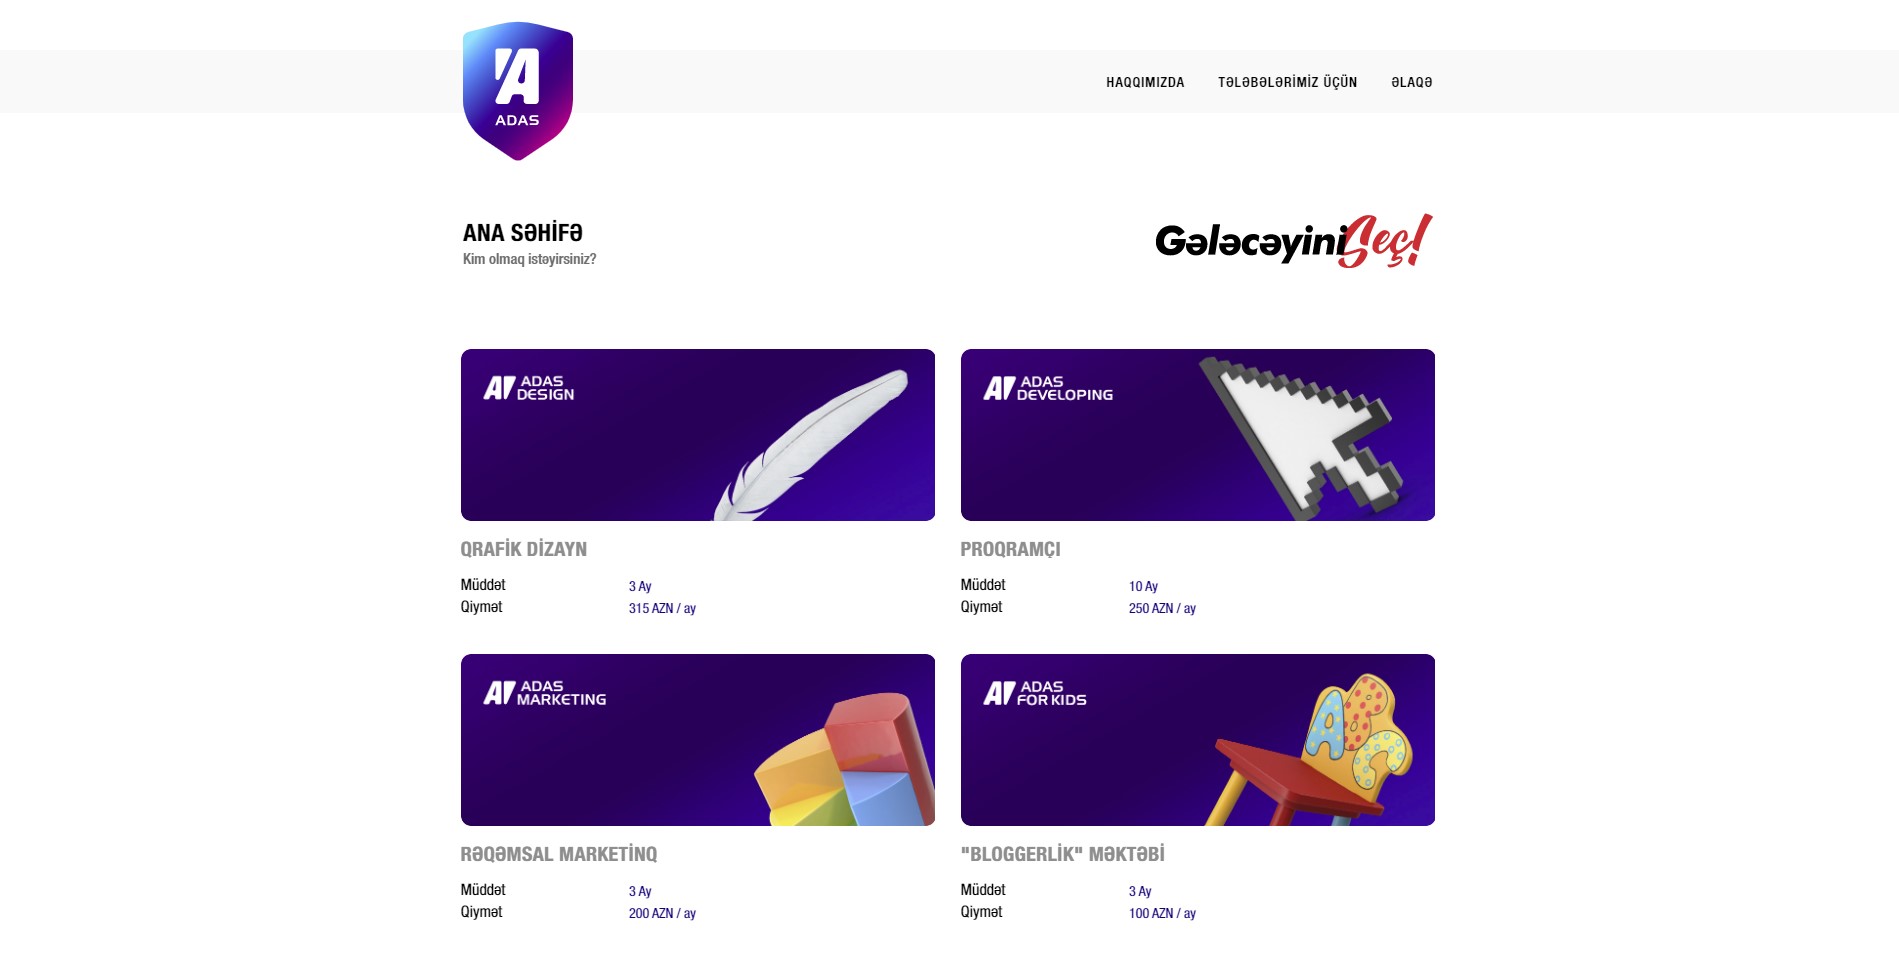 ADAS
HAQQIMIZDA
TƏLƏBƏLƏRİMİZ ÜÇÜN
ƏLAQƏ
ANA SƏHİFƏ
Kim olmaq istəyirsiniz?
Gələcəyini Seç!
ADAS
DESIGN
QRAFİK DİZAYN
Müddət 3 Ay
Qiymət 315 AZN / ay
ADAS
DEVELOPING
PROQRAMÇI
Müddət 10 Ay
Qiymət 250 AZN / ay
ADAS
MARKETING
RƏQƏMSAL MARKETİNQ
Müddət 3 Ay
Qiymət 200 AZN / ay
ADAS
FOR KIDS
"BLOGGERLİK" MƏKTƏBİ
Müddət 3 Ay
Qiymət 100 AZN / ay